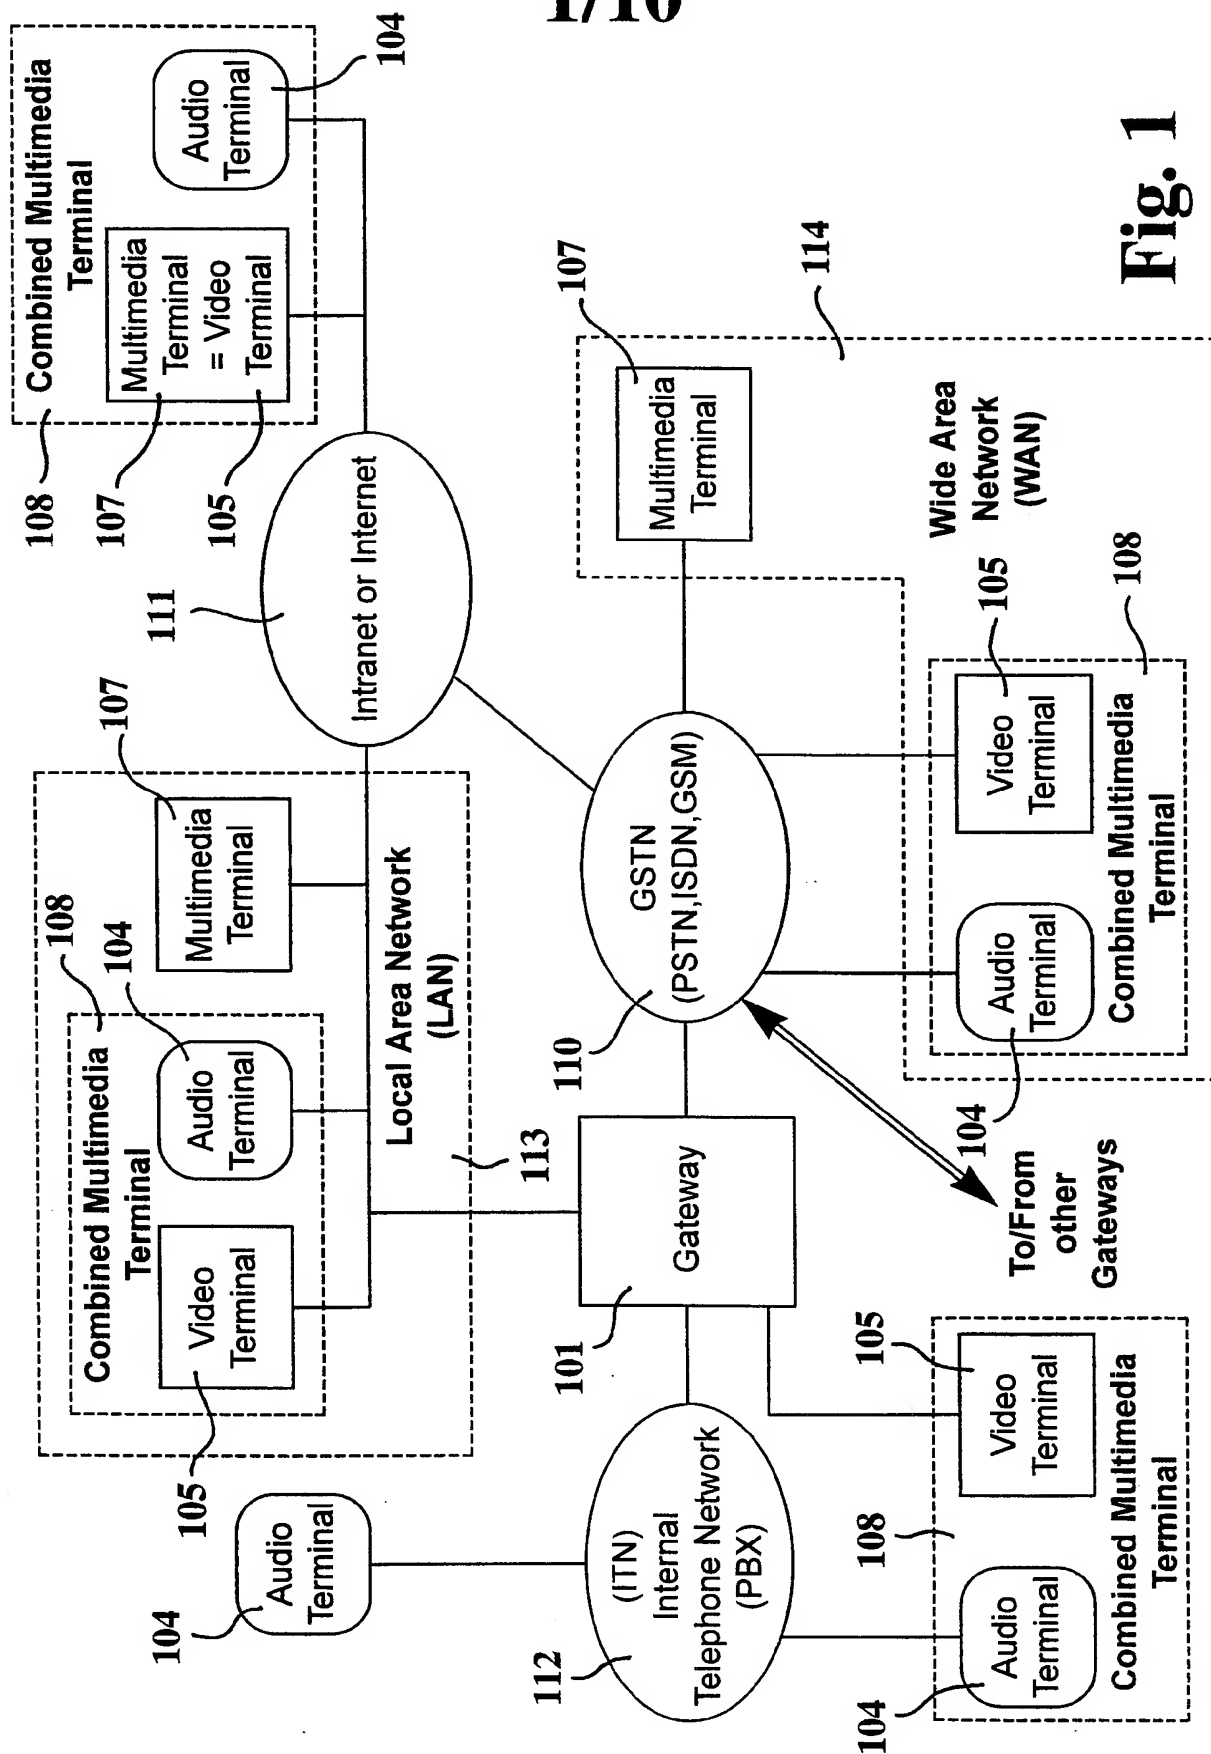 1/10
108
Combined Multimedia
Terminal
107
105
Multimedia
Terminal
= Video
Terminal
Audio
Terminal
104
111
Intranet or Internet
107
Multimedia
Terminal
108
Combined Multimedia
Terminal
104
Audio
Terminal
Video
Terminal
105
Local Area Network
(LAN)
113
104
Audio
Terminal
112
(ITN)
Internal
Telephone Network
(PBX)
101
Gateway
110
GSTN
(PSTN,ISDN,GSM)
107
Multimedia
Terminal
114
Wide Area
Network
(WAN)
104
Audio
Terminal
108
105
Video
Terminal
Combined Multimedia
Terminal
To/From
other
Gateways
104
Audio
Terminal
105
Video
Terminal
108
Combined Multimedia
Terminal
Fig. 1